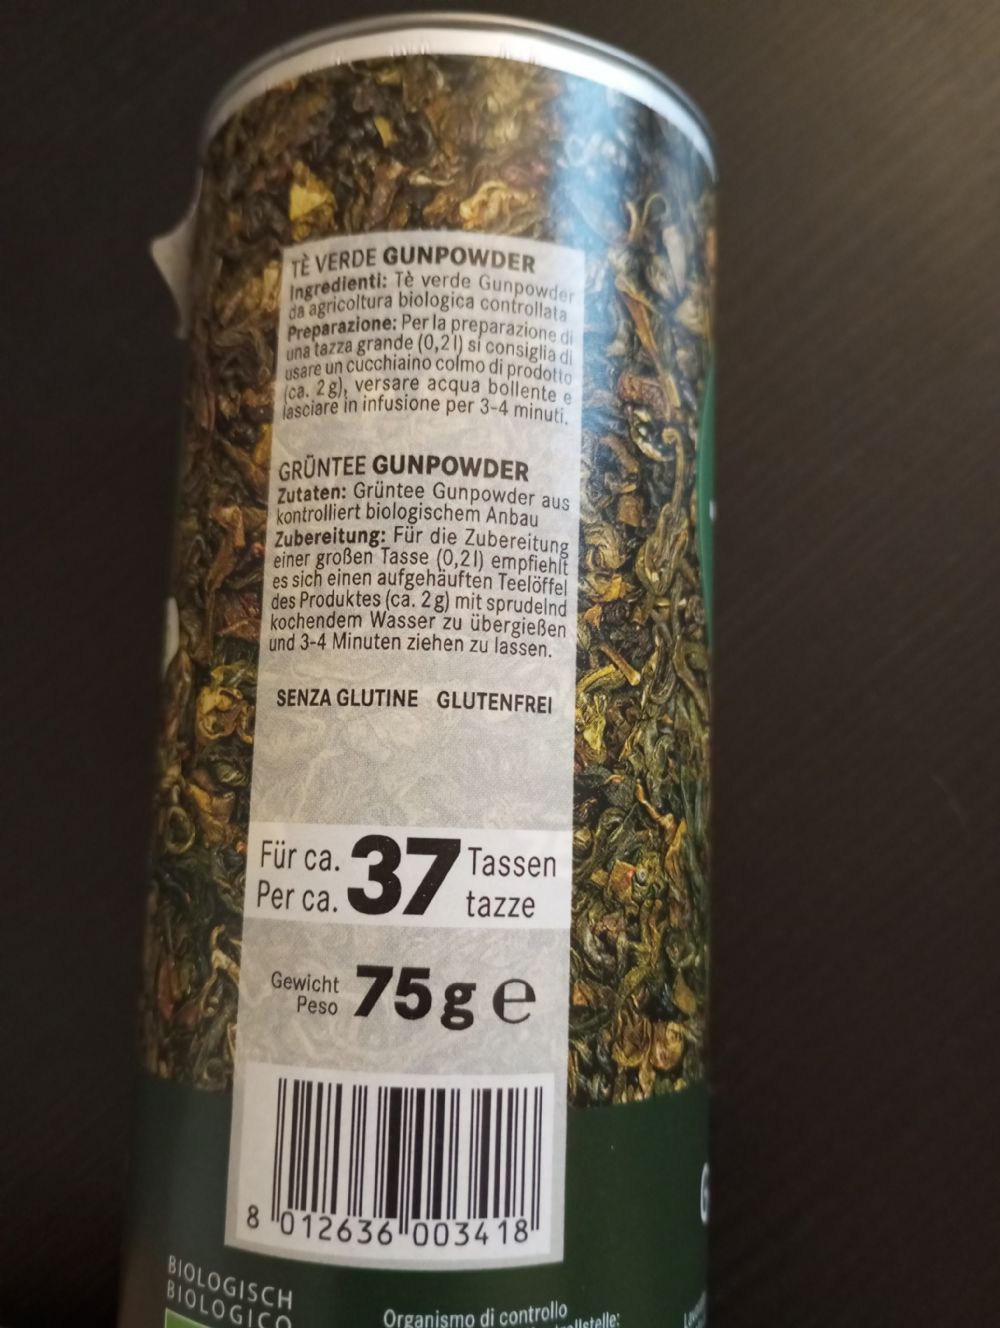 TÈ VERDE GUNPOWDER
Ingredienti: Tè verde Gunpowder
da agricoltura biologica controllata
Preparazione: Per la preparazione di
una tazza grande (0,2 l) si consiglia di
usare un cucchiaino colmo di prodotto
(ca. 2 g), versare acqua bollente e
lasciare in infusione per 3-4 minuti.
GRÜNTEE GUNPOWDER
Zutaten: Grüntee Gunpowder aus
kontrolliert biologischem Anbau
Zubereitung: Für die Zubereitung
einer großen Tasse (0,2l) empfiehlt
es sich einen aufgehäuften Teelöffel
des Produktes (ca. 2 g) mit sprudelnd
kochendem Wasser zu übergießen
und 3-4 Minuten ziehen zu lassen.
SENZA GLUTINE GLUTENFREI
Für ca. 37 Tassen
Per ca. tazze
Gewicht 75 g e
Peso
8 012636 003418
BIOLOGISCH
BIOLOGICO
Organismo di controllo